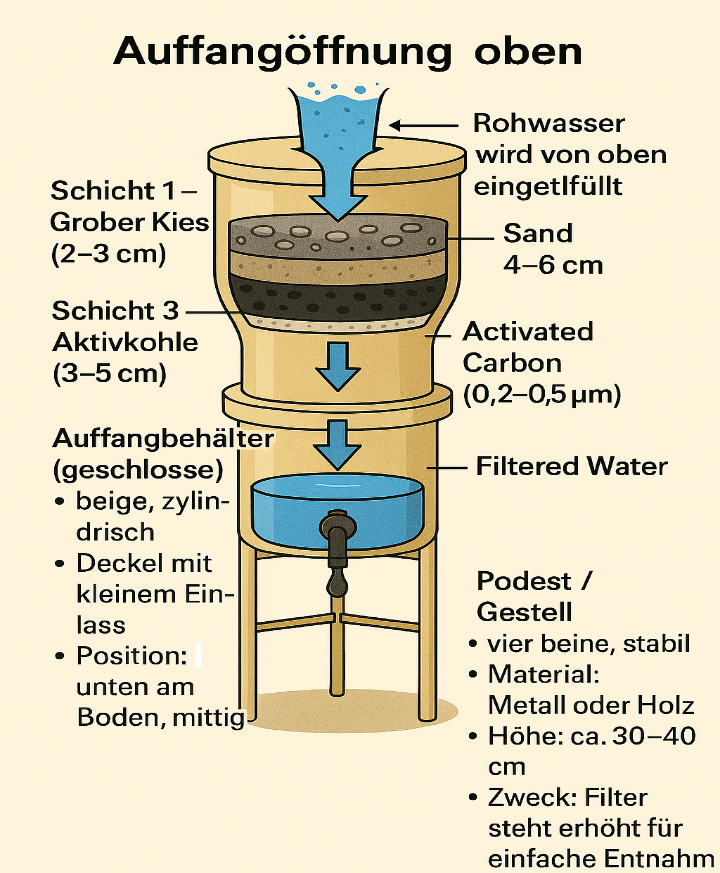 Auffangöffnung oben
Rohwasser
wird von oben
eingetlfüllt
Schicht 1–
Grober Kies
(2–3 cm)
Sand
4–6 cm
Schicht 3
Aktivkohle
(3–5 cm)
Activated
Carbon
(0,2–0,5 µm)
Auffangbehälter
(geschlosse)
• beige, zylin-
drisch
• Deckel mit
kleinem Ein-
lass
• Position:
unten am
Boden, mittig
Filtered Water
Podest /
Gestell
• vier beine, stabil
• Material:
Metall oder Holz
• Höhe: ca. 30–40
cm
• Zweck: Filter
steht erhöht für
einfache Entnahm